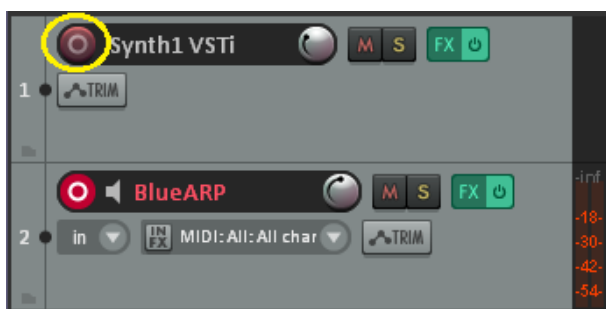 Synth1 VSTi M S FX
1 TRIM
BlueARP M S FX
2 in IN FX MIDI: All: All char TRIM
-inf
-18-
-30-
-42-
-54-